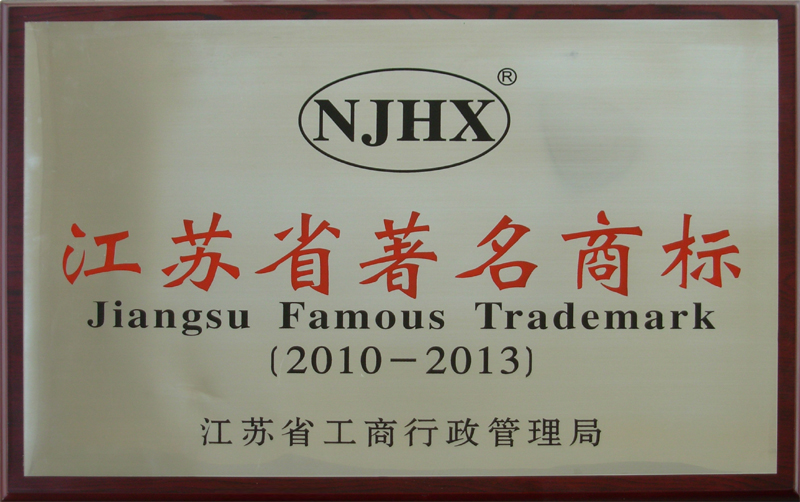 NJHX®
江苏省著名商标
Jiangsu Famous Trademark
(2010－2013)
江苏省工商行政管理局